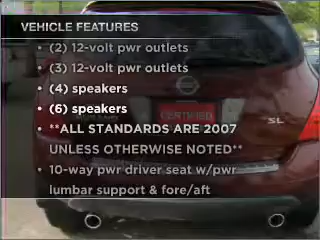 VEHICLE FEATURES
• (2) 12-volt pwr outlets
• (3) 12-volt pwr outlets
• (4) speakers
• (6) speakers
• **ALL STANDARDS ARE 2007
UNLESS OTHERWISE NOTED**
• 10-way pwr driver seat w/pwr
lumbar support & fore/aft
CERTIFIED
SL